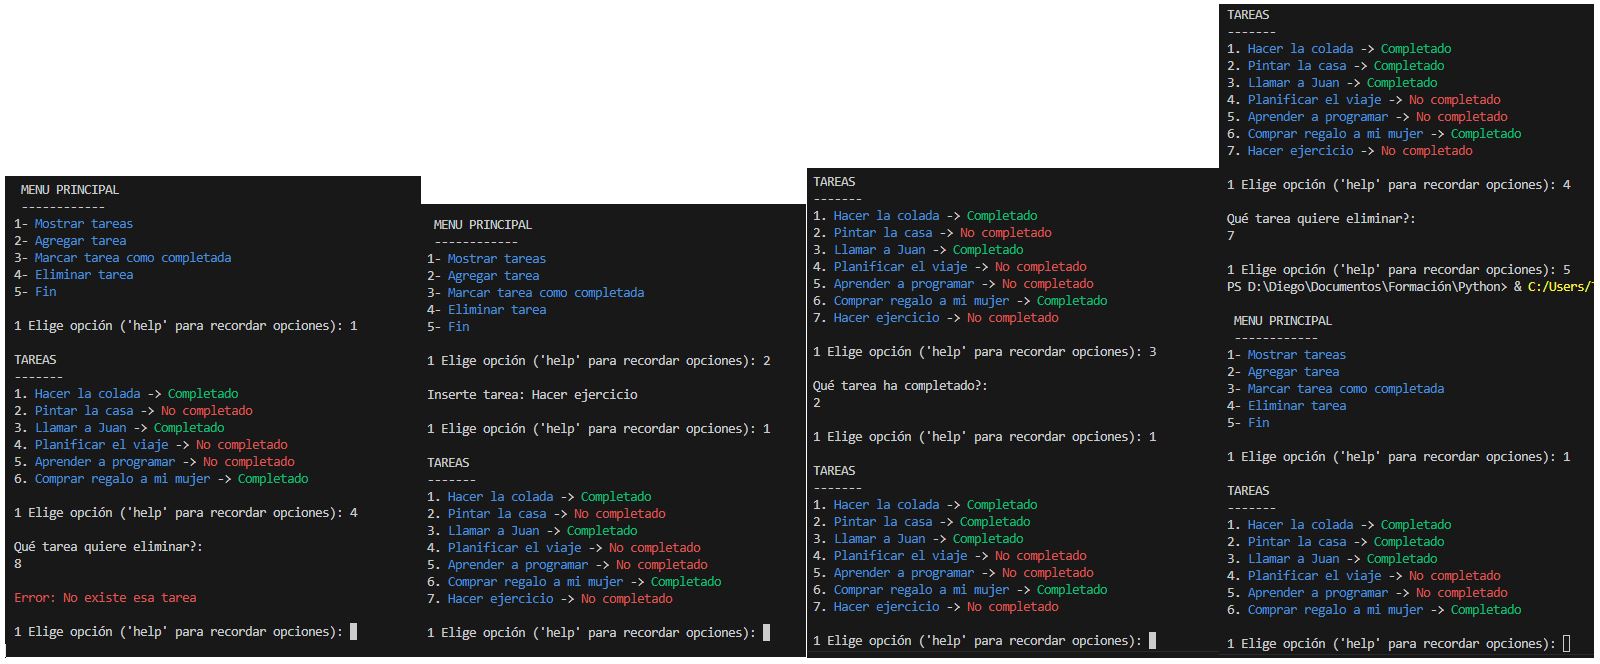 MENU PRINCIPAL
------------
1- Mostrar tareas
2- Agregar tarea
3- Marcar tarea como completada
4- Eliminar tarea
5- Fin
1 Elige opción ('help' para recordar opciones): 1
TAREAS
-------
1. Hacer la colada -> Completado
2. Pintar la casa -> No completado
3. Llamar a Juan -> Completado
4. Planificar el viaje -> No completado
5. Aprender a programar -> No completado
6. Comprar regalo a mi mujer -> Completado
1 Elige opción ('help' para recordar opciones): 4
Qué tarea quiere eliminar?:
8
Error: No existe esa tarea
1 Elige opción ('help' para recordar opciones):
MENU PRINCIPAL
------------
1- Mostrar tareas
2- Agregar tarea
3- Marcar tarea como completada
4- Eliminar tarea
5- Fin
1 Elige opción ('help' para recordar opciones): 2
Inserte tarea: Hacer ejercicio
1 Elige opción ('help' para recordar opciones): 1
TAREAS
-------
1. Hacer la colada -> Completado
2. Pintar la casa -> No completado
3. Llamar a Juan -> Completado
4. Planificar el viaje -> No completado
5. Aprender a programar -> No completado
6. Comprar regalo a mi mujer -> Completado
7. Hacer ejercicio -> No completado
1 Elige opción ('help' para recordar opciones):
TAREAS
-------
1. Hacer la colada -> Completado
2. Pintar la casa -> No completado
3. Llamar a Juan -> Completado
4. Planificar el viaje -> No completado
5. Aprender a programar -> No completado
6. Comprar regalo a mi mujer -> Completado
7. Hacer ejercicio -> No completado
1 Elige opción ('help' para recordar opciones): 3
Qué tarea ha completado?:
2
1 Elige opción ('help' para recordar opciones): 1
TAREAS
-------
1. Hacer la colada -> Completado
2. Pintar la casa -> Completado
3. Llamar a Juan -> Completado
4. Planificar el viaje -> No completado
5. Aprender a programar -> No completado
6. Comprar regalo a mi mujer -> Completado
7. Hacer ejercicio -> No completado
1 Elige opción ('help' para recordar opciones):
TAREAS
-------
1. Hacer la colada -> Completado
2. Pintar la casa -> Completado
3. Llamar a Juan -> Completado
4. Planificar el viaje -> No completado
5. Aprender a programar -> No completado
6. Comprar regalo a mi mujer -> Completado
7. Hacer ejercicio -> No completado
1 Elige opción ('help' para recordar opciones): 4
Qué tarea quiere eliminar?:
7
1 Elige opción ('help' para recordar opciones): 5
PS D:\Diego\Documentos\Formación\Python> & C:/Users/
MENU PRINCIPAL
------------
1- Mostrar tareas
2- Agregar tarea
3- Marcar tarea como completada
4- Eliminar tarea
5- Fin
1 Elige opción ('help' para recordar opciones): 1
TAREAS
-------
1. Hacer la colada -> Completado
2. Pintar la casa -> Completado
3. Llamar a Juan -> Completado
4. Planificar el viaje -> No completado
5. Aprender a programar -> No completado
6. Comprar regalo a mi mujer -> Completado
1 Elige opción ('help' para recordar opciones):